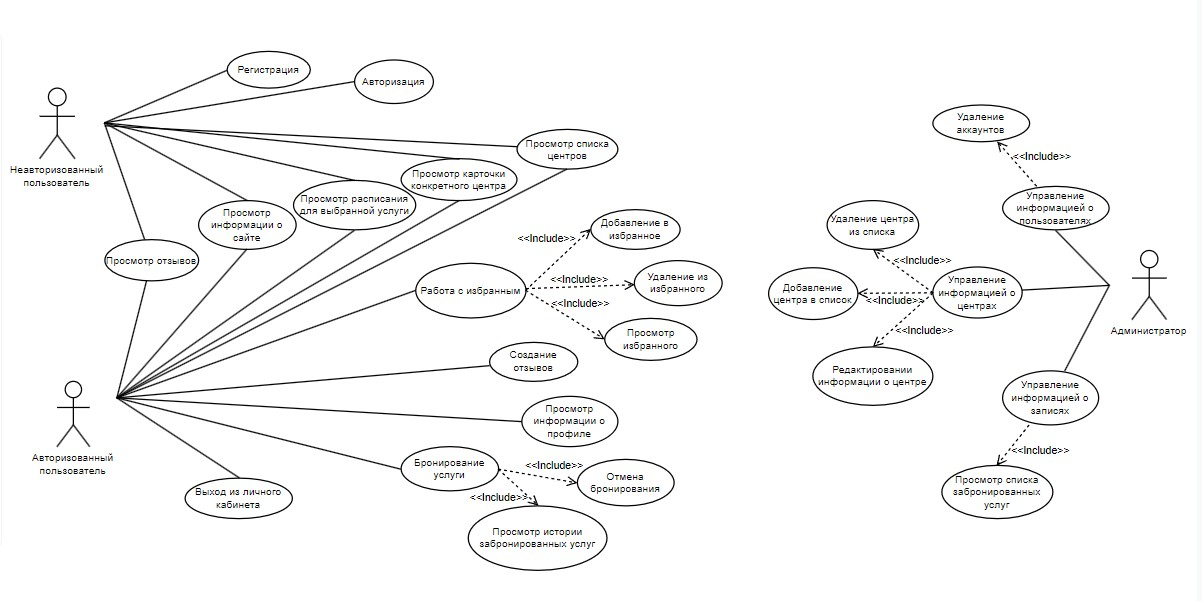 Регистрация
Авторизация
Неавторизованный
пользователь
Просмотр списка
центров
Просмотр карточки
конкретного центра
Просмотр расписания
для выбранной услуги
Просмотр
информации о
сайте
Просмотр отзывов
Работа с избранным
<<Include>>
Добавление в
избранное
<<Include>>
Удаление из
избранного
<<Include>>
Просмотр
избранного
Создание
отзывов
Просмотр
информации о
профиле
Авторизованный
пользователь
Бронирование
услуги
<<Include>>
Отмена
бронирования
<<Include>>
Просмотр истории
забронированных услуг
Выход из личного
кабинета
Удаление
аккаунтов
<<Include>>
Управление
информацией о
пользователях
Удаление центра
из списка
<<Include>>
Управление
информацией о
центрах
Добавление
центра в список
<<Include>>
<<Include>>
Редактировании
информации о центре
Администратор
Управление
информацией о
записях
<<Include>>
Просмотр списка
забронированных
услуг